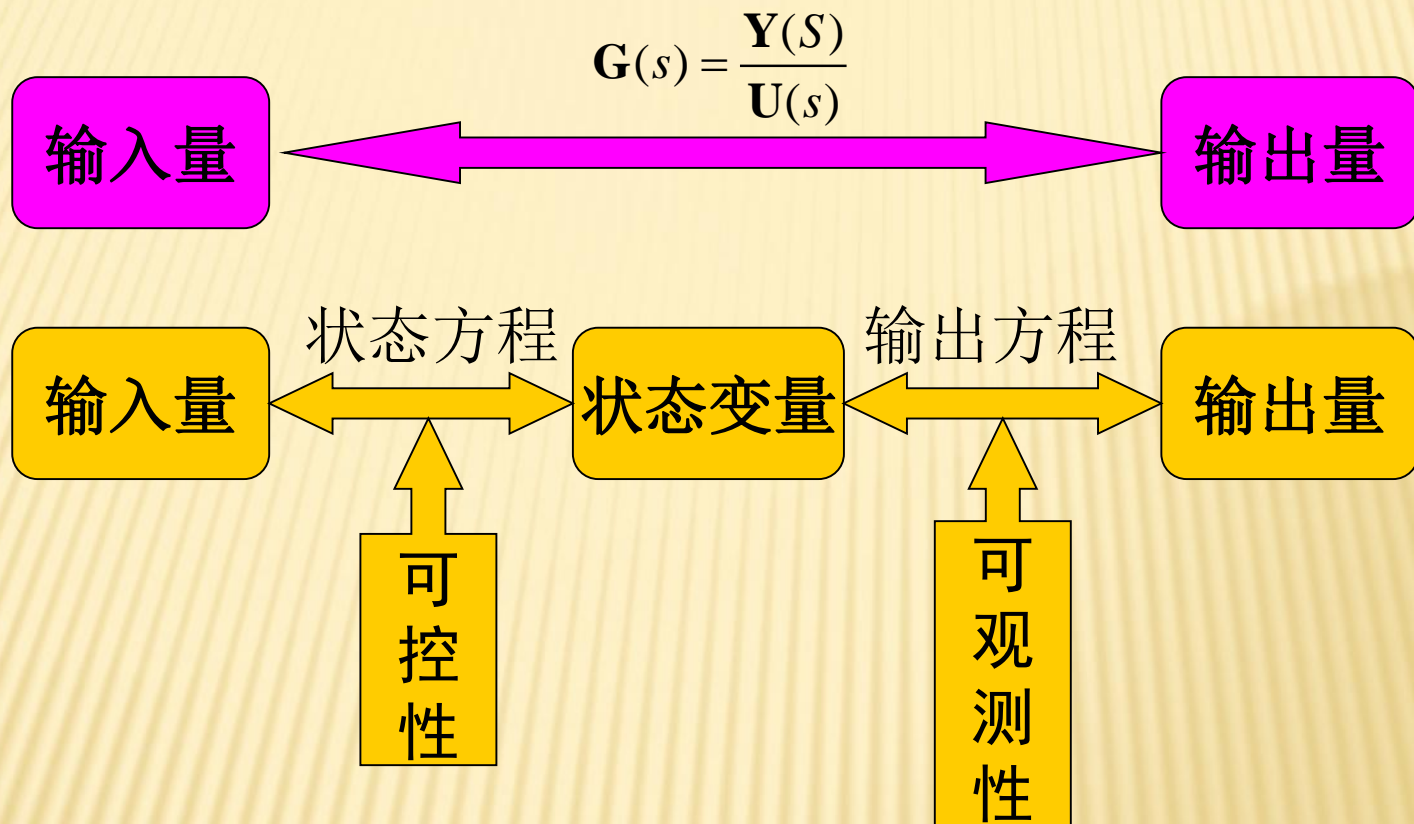 G(s) = Y(S) / U(s)
输入量
输出量
状态方程
输出方程
输入量
状态变量
输出量
可控性
可观测性